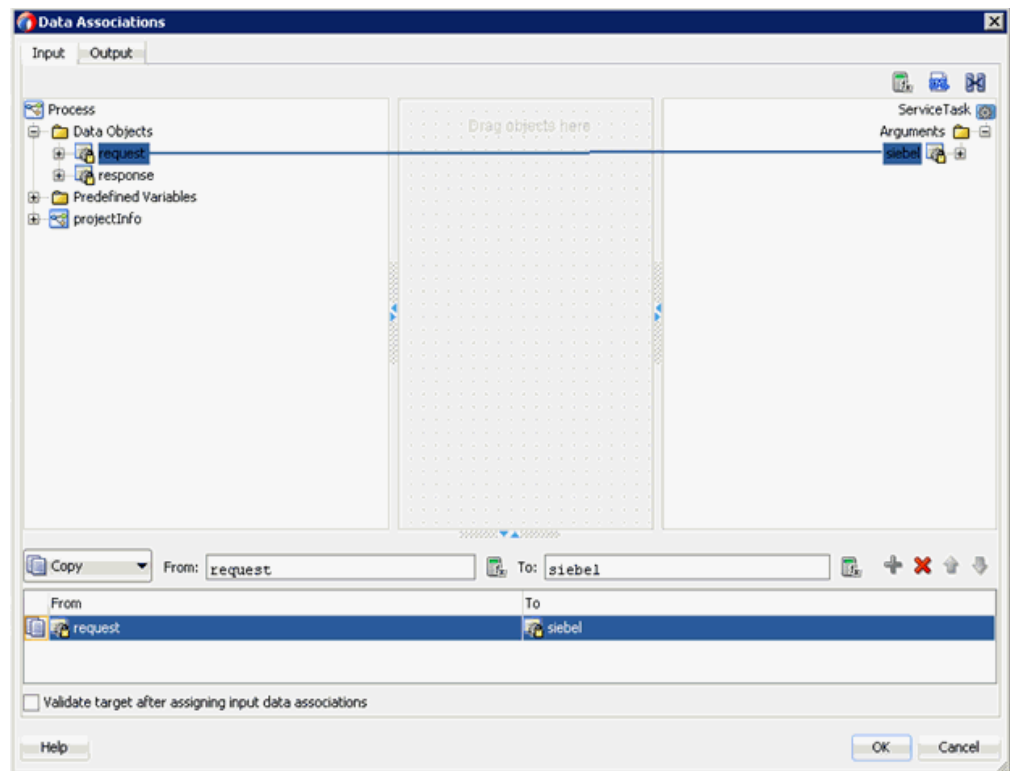 Data Associations
Input Output
Process
Data Objects
request
response
Predefined Variables
projectInfo
Drag objects here
ServiceTask
Arguments
siebel
Copy From: request To: siebel
From To
request siebel
Validate target after assigning input data associations
Help OK Cancel